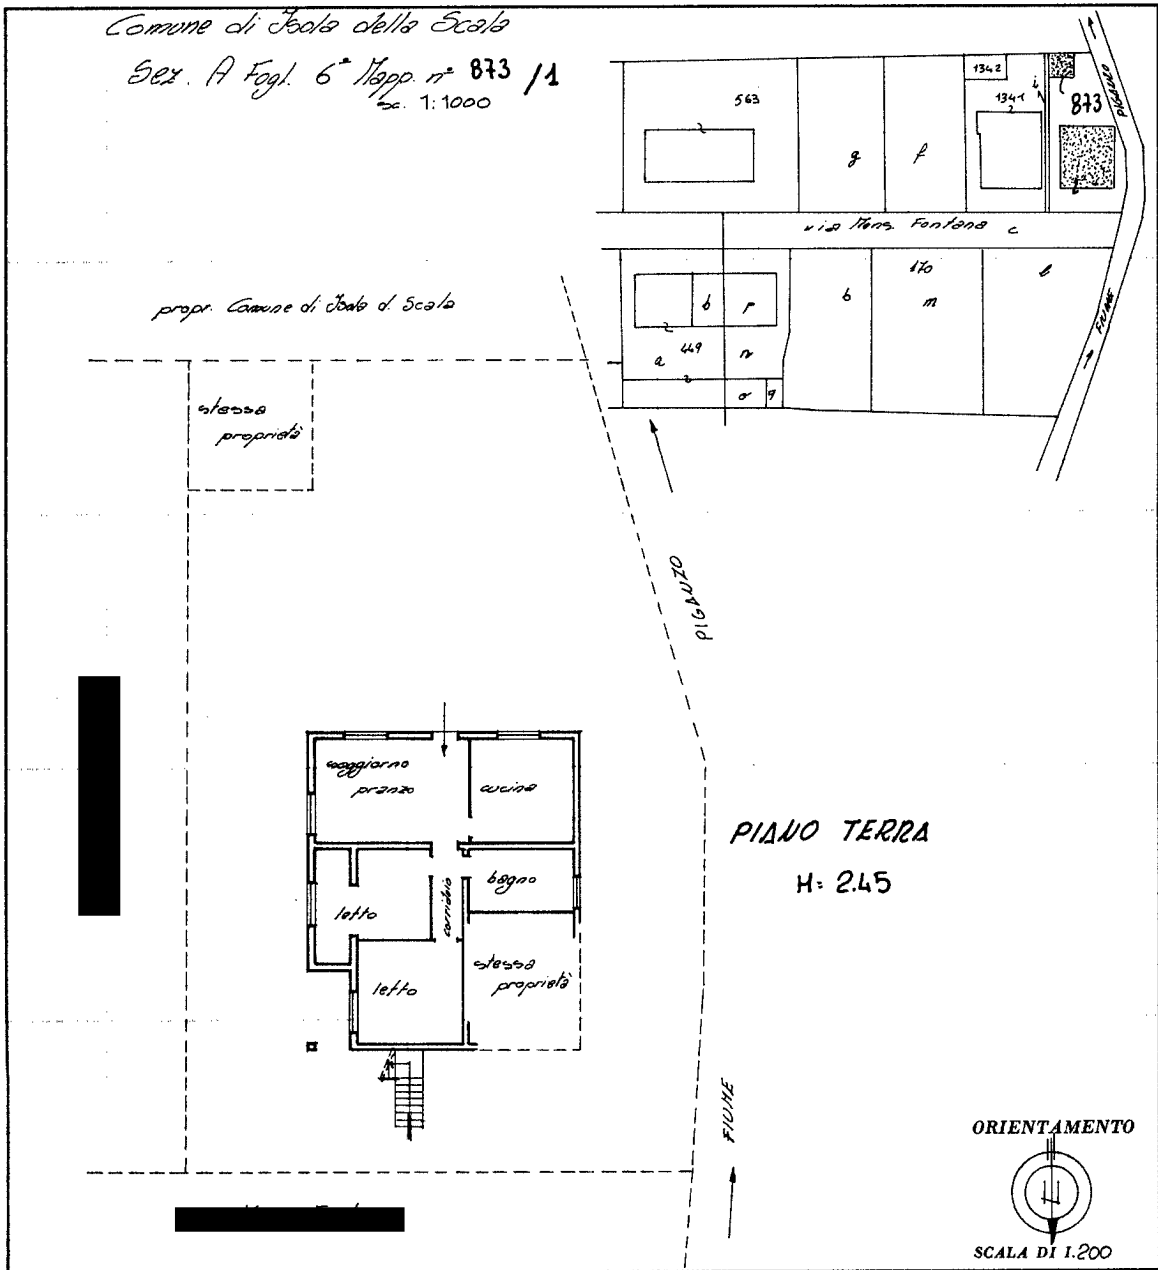 Comune di Isola della Scala
Sez. A Fogl. 6° Mapp. n° 873 /1
sc. 1:1000
563
g
f
1342
1341
i
873
PIGANZO
via Mons. Fontana c
b
p
a
449
n
o
q
b
170
m
l
FIUME
propr. Comune di Isola d. Scala
stessa
proprietà
PIGANZO
soggiorno
pranzo
cucina
bagno
corridoio
letto
letto
stessa
proprietà
PIANO TERRA
H: 2.45
FIUME
ORIENTAMENTO
SCALA DI 1.200